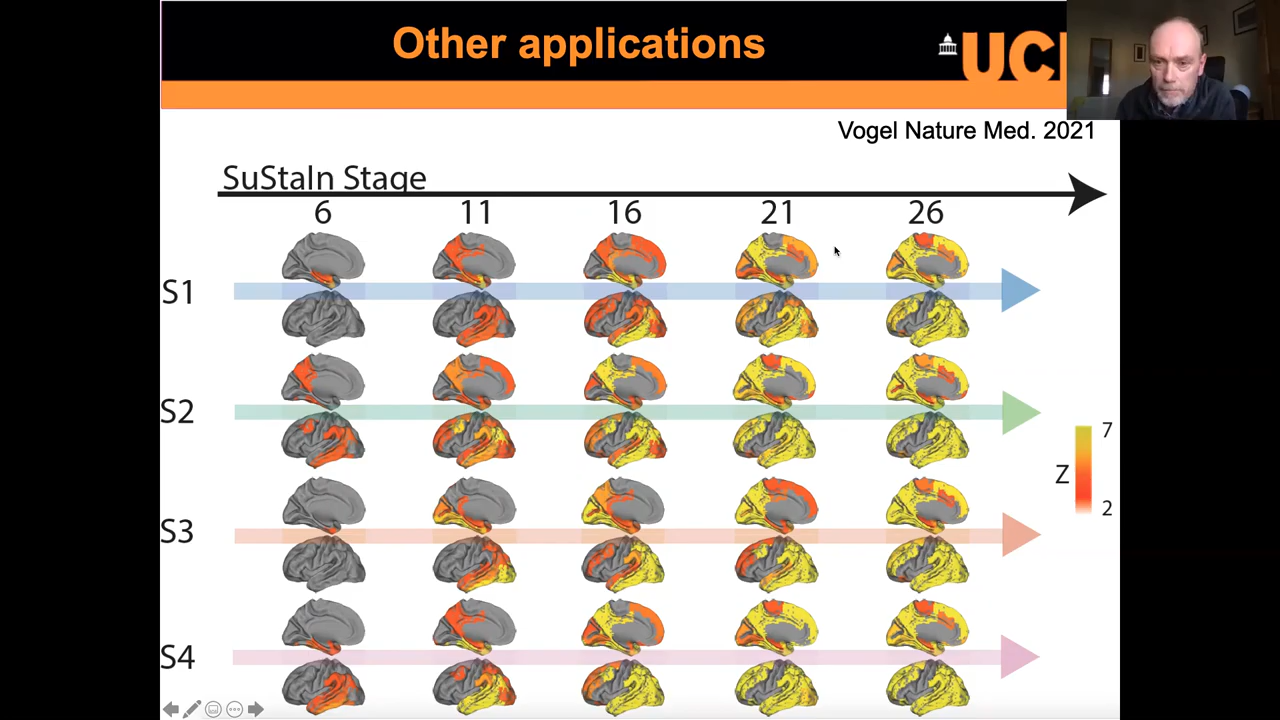 Other applications
UCL
Vogel Nature Med. 2021
SuStaIn Stage
6 11 16 21 26
S1
S2
7
Z
2
S3
S4